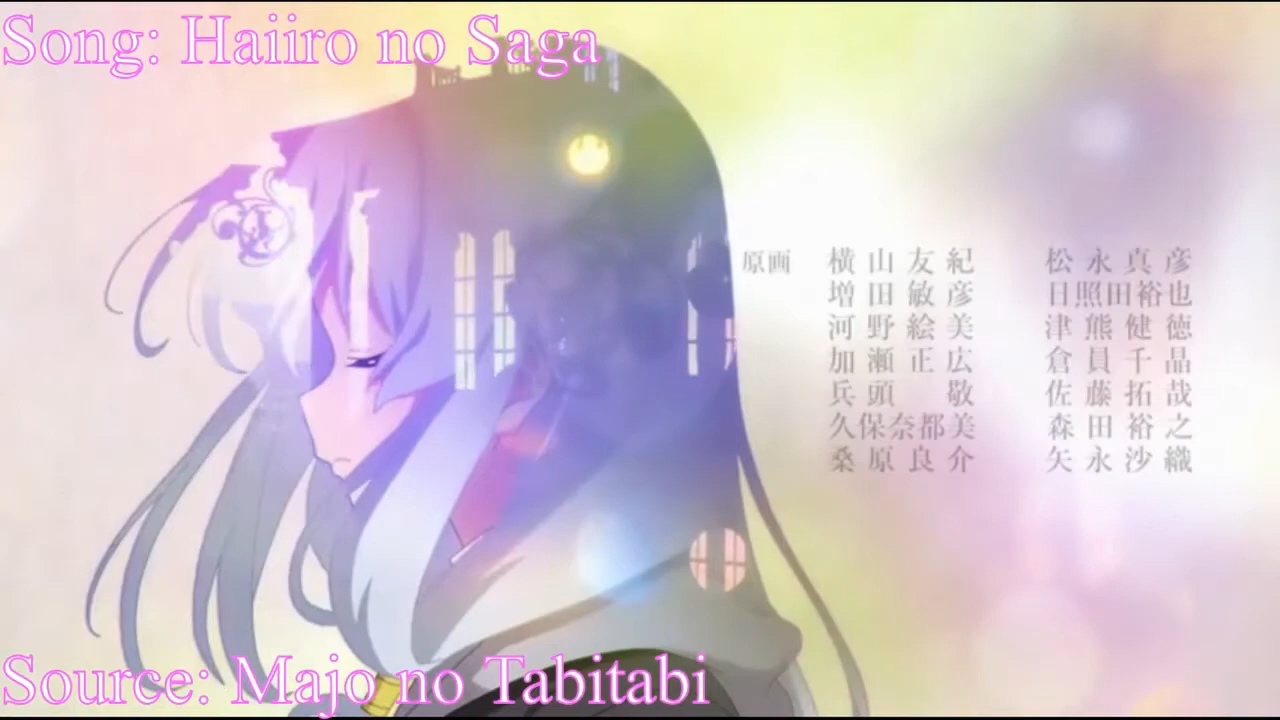 Song: Haiiro no Saga
原画 横山友紀 松永真彦
増田敏彦 日照田裕也
河野絵美 津熊健徳
加瀬正広 倉員千晶
兵頭 敬 佐藤拓哉
久保奈都美 森田裕之
桑原良介 矢永沙織
Source: Majo no Tabitabi